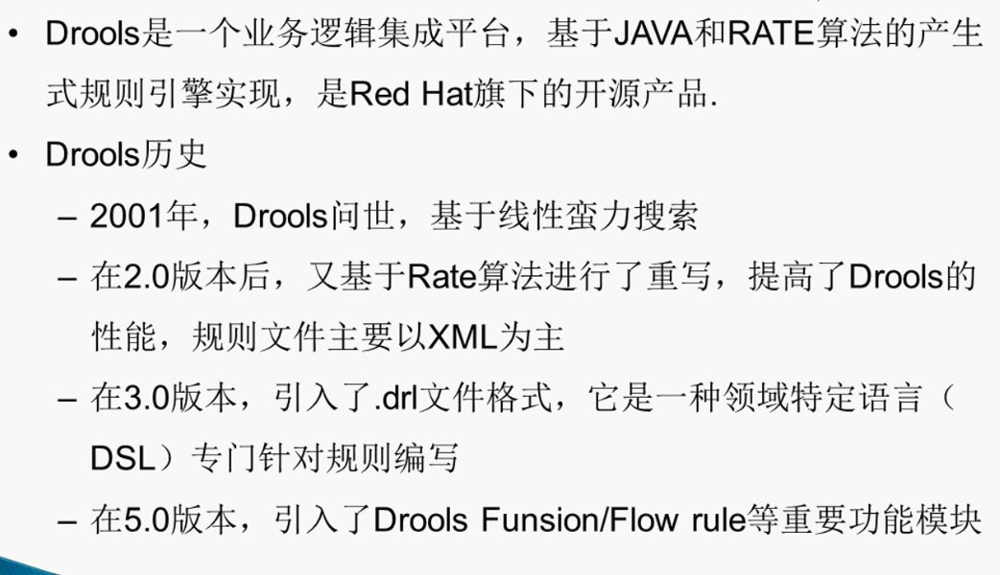 • Drools是一个业务逻辑集成平台，基于JAVA和RATE算法的产生
式规则引擎实现，是Red Hat旗下的开源产品.
• Drools历史
– 2001年，Drools问世，基于线性蛮力搜索
– 在2.0版本后，又基于Rate算法进行了重写，提高了Drools的
性能，规则文件主要以XML为主
– 在3.0版本，引入了.drl文件格式，它是一种领域特定语言（
DSL）专门针对规则编写
– 在5.0版本，引入了Drools Funsion/Flow rule等重要功能模块